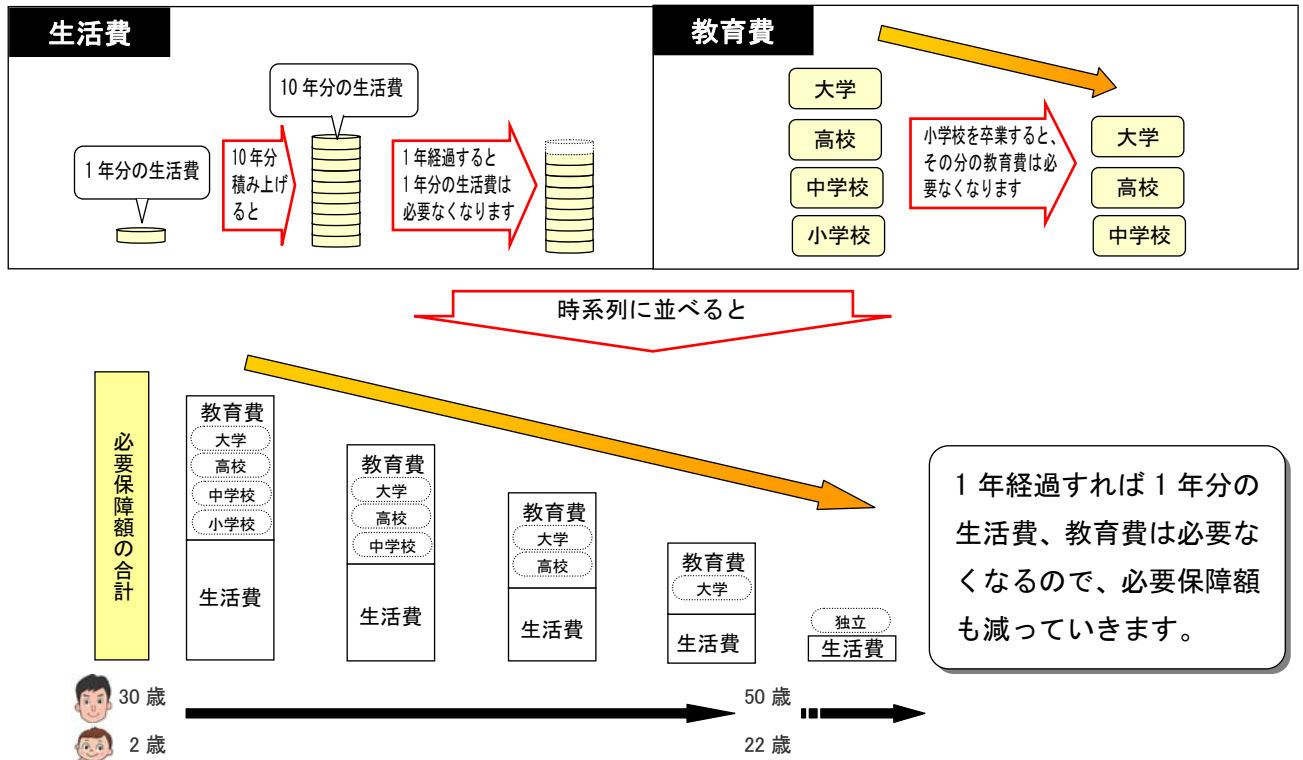 生活費
1年分の生活費
10年分
積み上げ
ると
10年分の生活費
1年経過すると
1年分の生活費は
必要なくなります
教育費
大学
高校
中学校
小学校
小学校を卒業すると、
その分の教育費は必
要なくなります
大学
高校
中学校
時系列に並べると
必要保障額の合計
教育費
大学
高校
中学校
小学校
生活費
教育費
大学
高校
中学校
生活費
教育費
大学
高校
生活費
教育費
大学
生活費
独立
生活費
1年経過すれば1年分の
生活費、教育費は必要な
くなるので、必要保障額
も減っていきます。
30歳
50歳
2歳
22歳